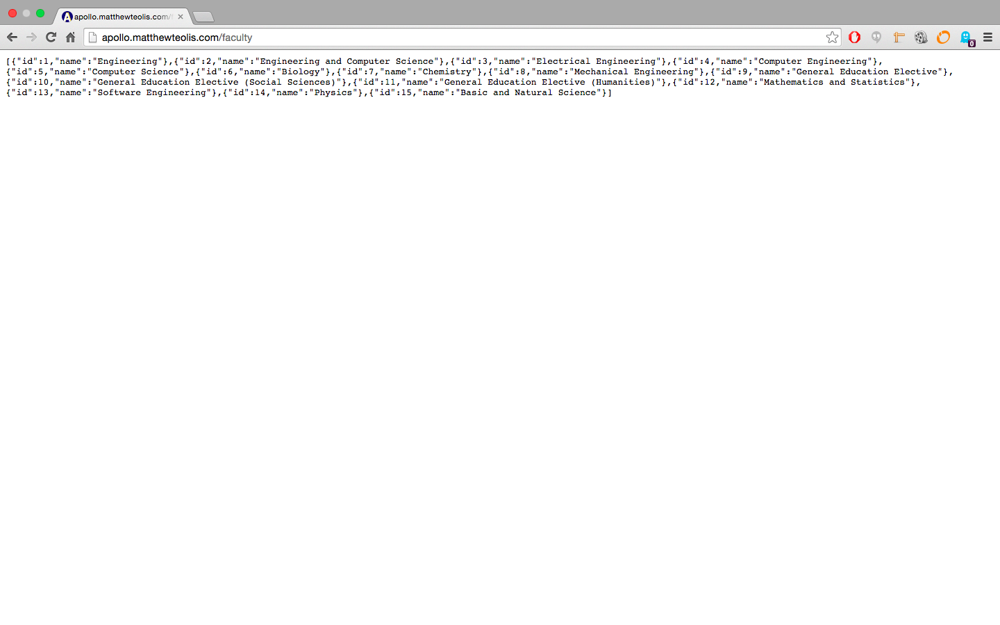 apollo.matthewteolis.com/
apollo.matthewteolis.com/faculty
0
[{"id":1,"name":"Engineering"},{"id":2,"name":"Engineering and Computer Science"},{"id":3,"name":"Electrical Engineering"},{"id":4,"name":"Computer Engineering"},
{"id":5,"name":"Computer Science"},{"id":6,"name":"Biology"},{"id":7,"name":"Chemistry"},{"id":8,"name":"Mechanical Engineering"},{"id":9,"name":"General Education Elective"},
{"id":10,"name":"General Education Elective (Social Sciences)"},{"id":11,"name":"General Education Elective (Humanities)"},{"id":12,"name":"Mathematics and Statistics"},
{"id":13,"name":"Software Engineering"},{"id":14,"name":"Physics"},{"id":15,"name":"Basic and Natural Science"}]